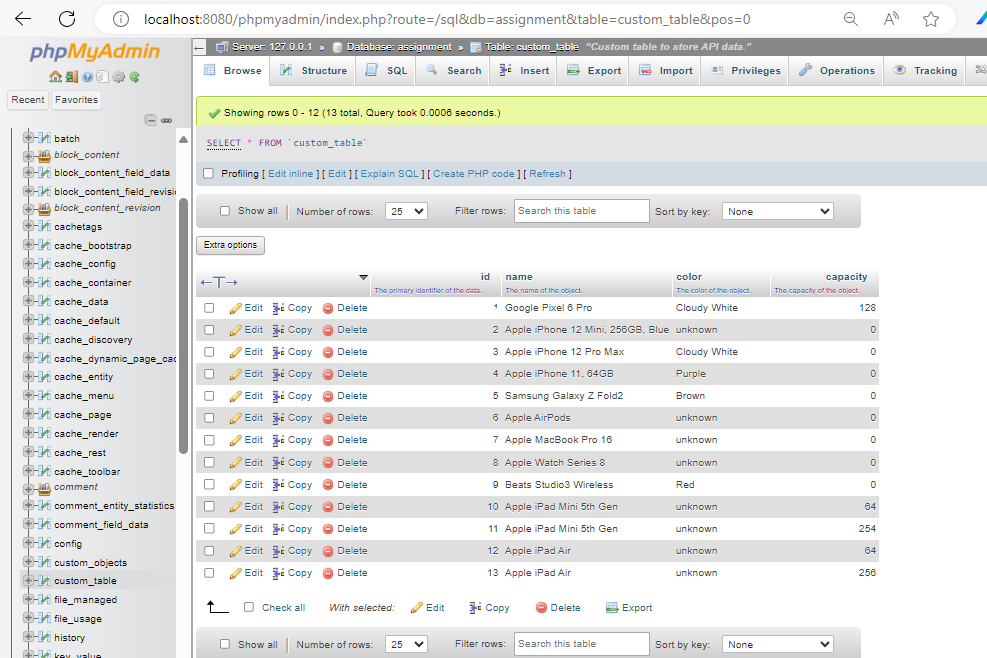 localhost:8080/phpmyadmin/index.php?route=/sql&db=assignment&table=custom_table&pos=0
phpMyAdmin
Recent Favorites
batch
block_content
block_content_field_data
block_content_field_revisi
block_content_revision
cachetags
cache_bootstrap
cache_config
cache_container
cache_data
cache_default
cache_discovery
cache_dynamic_page_cac
cache_entity
cache_menu
cache_page
cache_render
cache_rest
cache_toolbar
comment
comment_entity_statistics
comment_field_data
config
custom_objects
custom_table
file_managed
file_usage
history
key_value
Server: 127.0.0.1 » Database: assignment » Table: custom_table "Custom table to store API data."
Browse Structure SQL Search Insert Export Import Privileges Operations Tracking
Showing rows 0 - 12 (13 total, Query took 0.0006 seconds.)
SELECT * FROM `custom_table`
Profiling [ Edit inline ] [ Edit ] [ Explain SQL ] [ Create PHP code ] [ Refresh ]
Show all Number of rows: 25 Filter rows: Search this table Sort by key: None
Extra options
←T→ id name color capacity
The primary identifier of the data. The name of the object. The color of the object. The capacity of the object.
Edit Copy Delete 1 Google Pixel 6 Pro Cloudy White 128
Edit Copy Delete 2 Apple iPhone 12 Mini, 256GB, Blue unknown 0
Edit Copy Delete 3 Apple iPhone 12 Pro Max Cloudy White 0
Edit Copy Delete 4 Apple iPhone 11, 64GB Purple 0
Edit Copy Delete 5 Samsung Galaxy Z Fold2 Brown 0
Edit Copy Delete 6 Apple AirPods unknown 0
Edit Copy Delete 7 Apple MacBook Pro 16 unknown 0
Edit Copy Delete 8 Apple Watch Series 8 unknown 0
Edit Copy Delete 9 Beats Studio3 Wireless Red 0
Edit Copy Delete 10 Apple iPad Mini 5th Gen unknown 64
Edit Copy Delete 11 Apple iPad Mini 5th Gen unknown 254
Edit Copy Delete 12 Apple iPad Air unknown 64
Edit Copy Delete 13 Apple iPad Air unknown 256
Check all With selected: Edit Copy Delete Export
Show all Number of rows: 25 Filter rows: Search this table Sort by key: None